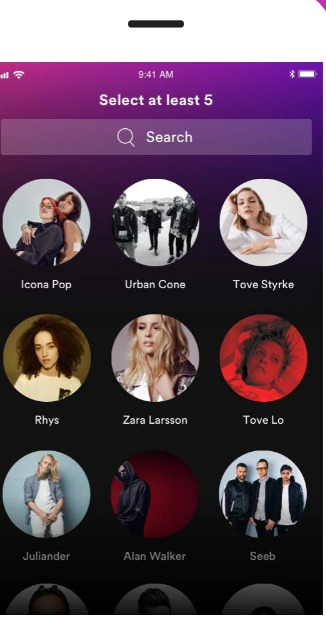 9:41 AM
Select at least 5
Search
Icona Pop
Urban Cone
Tove Styrke
Rhys
Zara Larsson
Tove Lo
Juliander
Alan Walker
Seeb